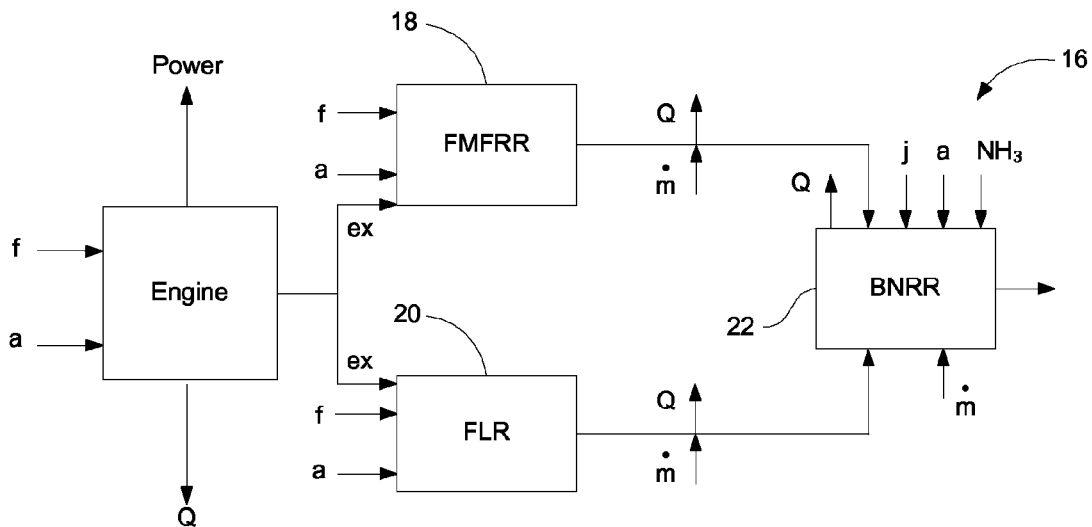 18
16
Power
f
FMFRR
Q
a
ṁ
j
a
NH₃
Q
ex
f
Engine
BNRR
22
a
20
ex
f
FLR
Q
ṁ
a
ṁ
Q